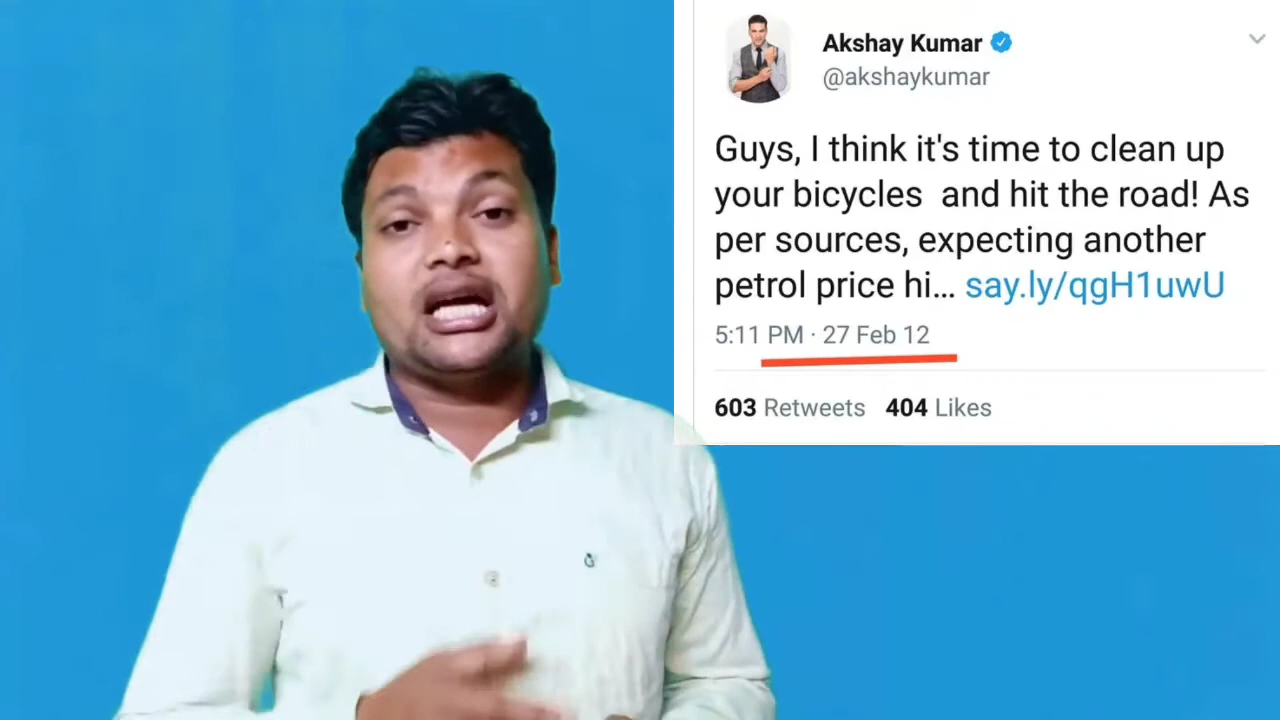 Akshay Kumar
@akshaykumar
Guys, I think it's time to clean up
your bicycles and hit the road! As
per sources, expecting another
petrol price hi... say.ly/qgH1uwU
5:11 PM · 27 Feb 12
603 Retweets 404 Likes